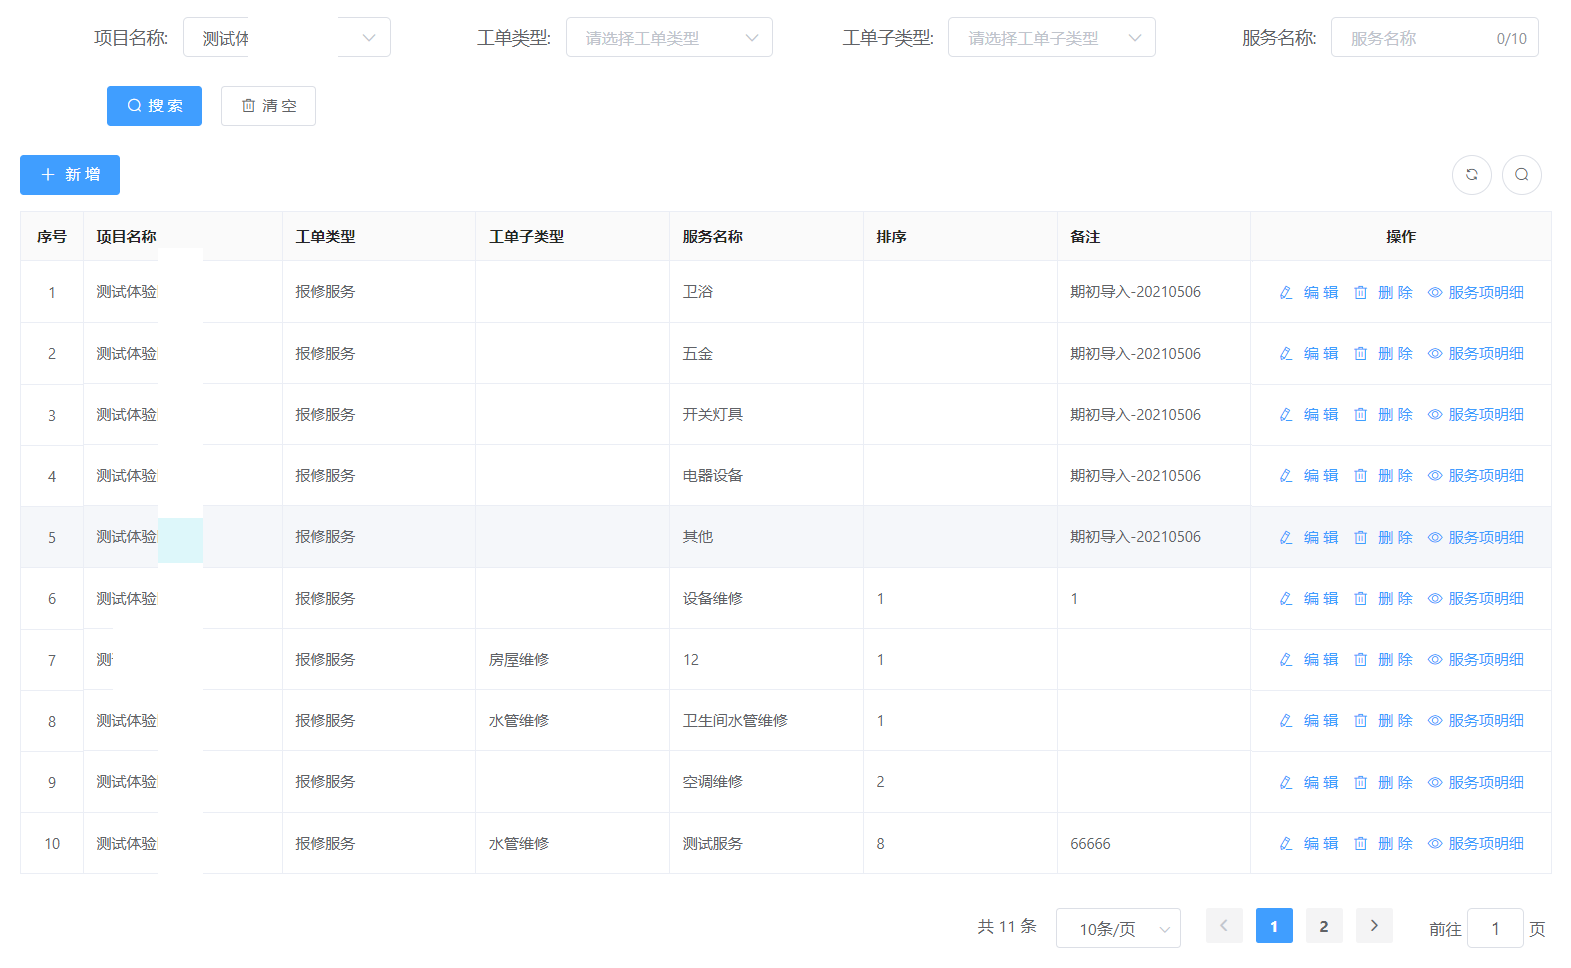 项目名称: 测试体 工单类型: 请选择工单类型 工单子类型: 请选择工单子类型 服务名称: 服务名称 0/10
搜 索 清 空
新 增
序号 项目名称 工单类型 工单子类型 服务名称 排序 备注 操作
1 测试体验 报修服务 卫浴 期初导入-20210506 编 辑 删 除 服务项明细
2 测试体验 报修服务 五金 期初导入-20210506 编 辑 删 除 服务项明细
3 测试体验 报修服务 开关灯具 期初导入-20210506 编 辑 删 除 服务项明细
4 测试体验 报修服务 电器设备 期初导入-20210506 编 辑 删 除 服务项明细
5 测试体验 报修服务 其他 期初导入-20210506 编 辑 删 除 服务项明细
6 测试体验 报修服务 设备维修 1 1 编 辑 删 除 服务项明细
7 测 报修服务 房屋维修 12 1 编 辑 删 除 服务项明细
8 测试体验 报修服务 水管维修 卫生间水管维修 1 编 辑 删 除 服务项明细
9 测试体验 报修服务 空调维修 2 编 辑 删 除 服务项明细
10 测试体验 报修服务 水管维修 测试服务 8 66666 编 辑 删 除 服务项明细
共 11 条 10条/页 1 2 前往 1 页